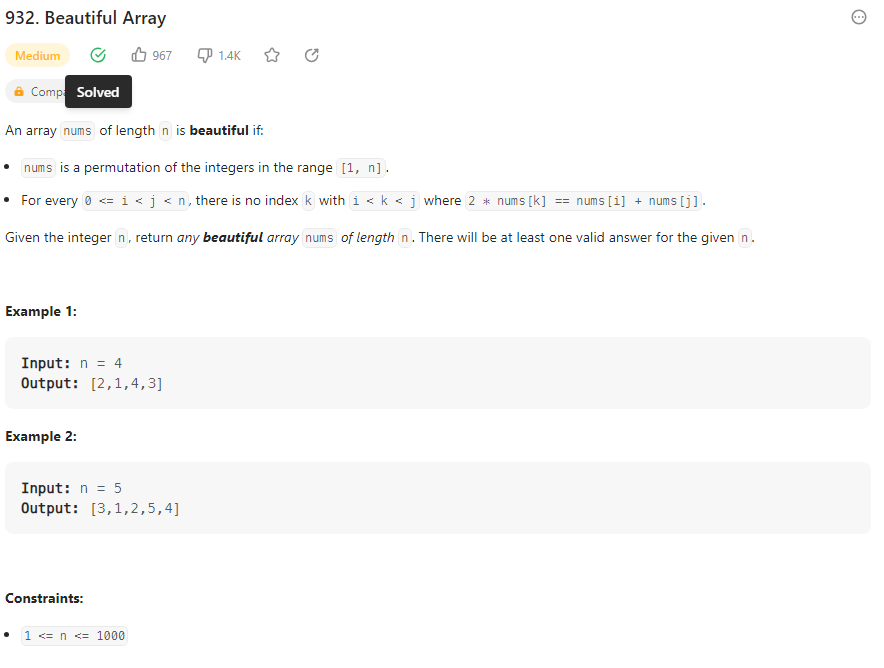 932. Beautiful Array
Medium 967 1.4K
Comp Solved
An array nums of length n is beautiful if:
• nums is a permutation of the integers in the range [1, n].
• For every 0 <= i < j < n, there is no index k with i < k < j where 2 * nums[k] == nums[i] + nums[j].
Given the integer n, return any beautiful array nums of length n. There will be at least one valid answer for the given n.
Example 1:
Input: n = 4
Output: [2,1,4,3]
Example 2:
Input: n = 5
Output: [3,1,2,5,4]
Constraints:
• 1 <= n <= 1000